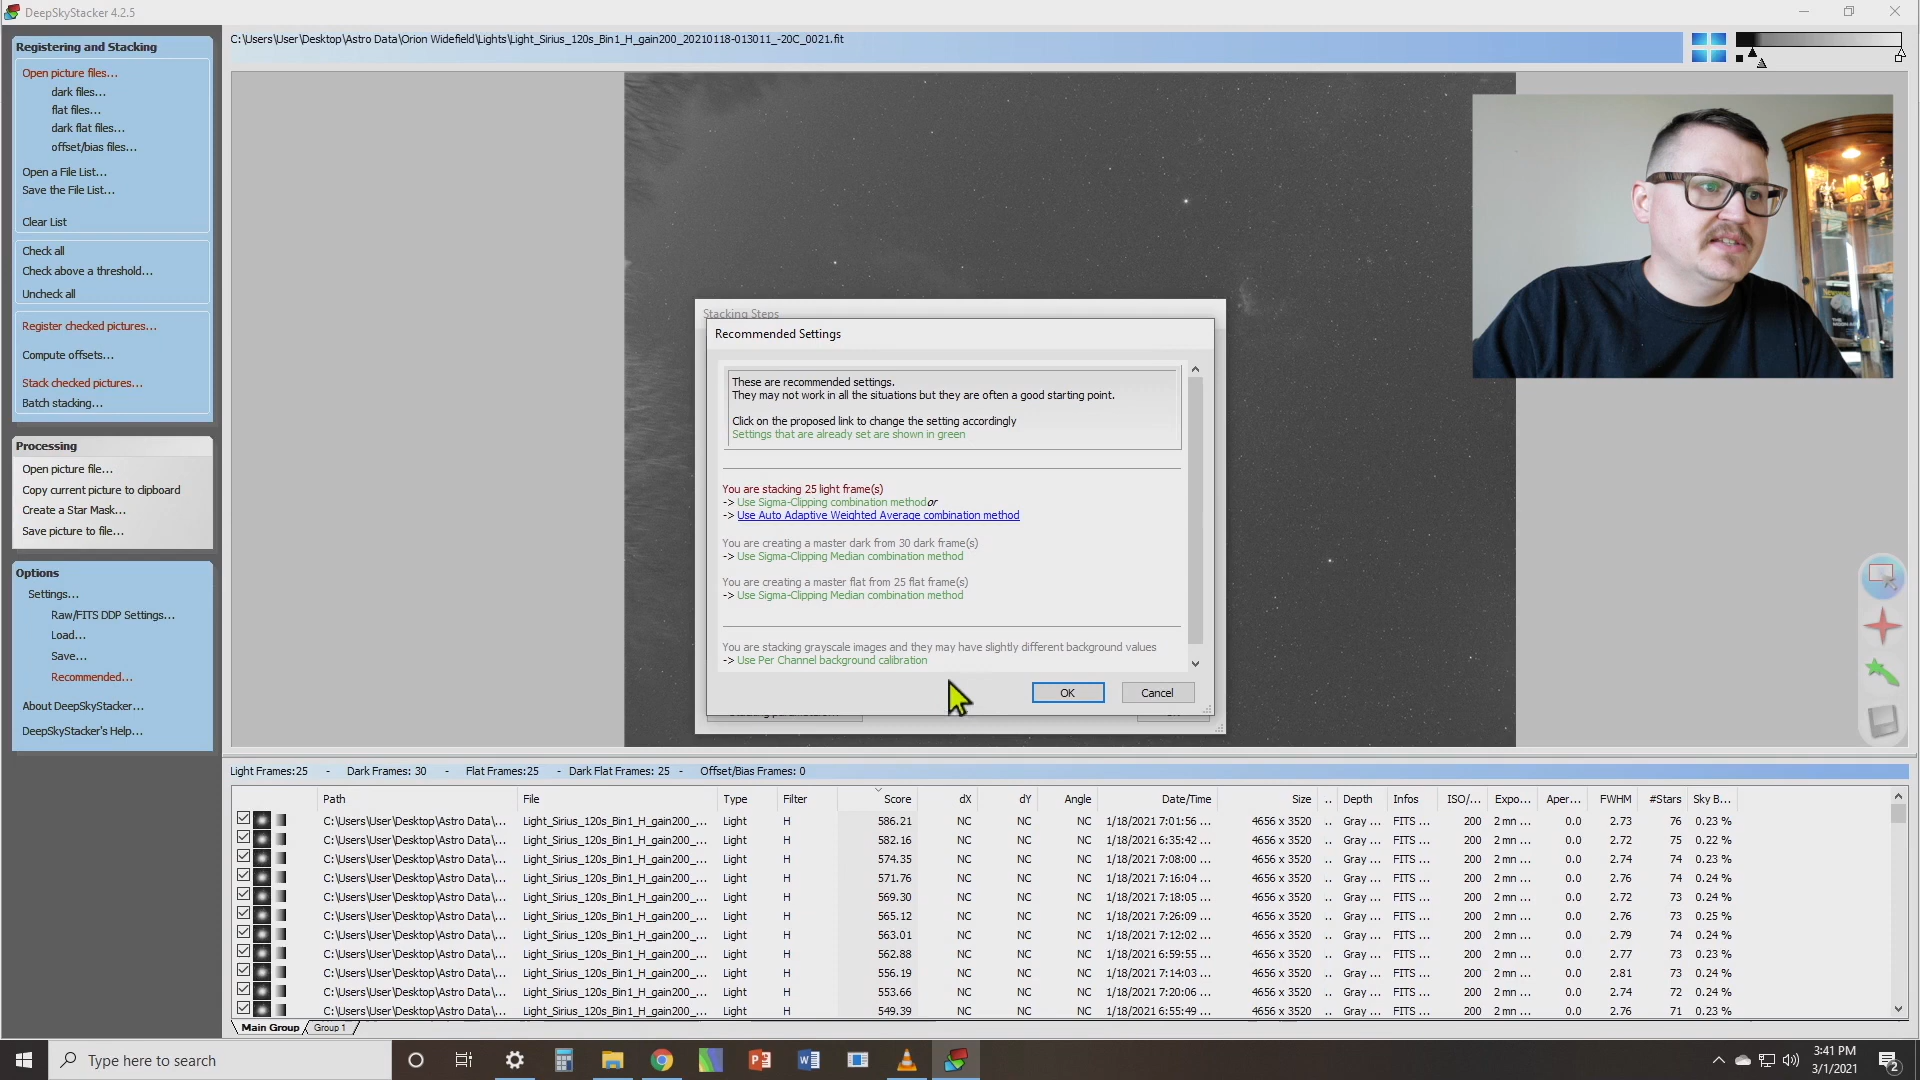 DeepSkyStacker 4.2.5
Registering and Stacking
Open picture files...
dark files...
flat files...
dark flat files...
offset/bias files...
Open a File List...
Save the File List...
Clear List
Check all
Check above a threshold...
Uncheck all
Register checked pictures...
Compute offsets...
Stack checked pictures...
Batch stacking...
Processing
Open picture file...
Copy current picture to clipboard
Create a Star Mask...
Save picture to file...
Options
Settings...
Raw/FITS DDP Settings...
Load...
Save...
Recommended...
About DeepSkyStacker...
DeepSkyStacker's Help...
C:\Users\User\Desktop\Astro Data\Orion Widefield\Lights\Light_Sirius_120s_Bin1_H_gain200_20210118-013011_-20C_0021.fit
Stacking Steps
Recommended Settings
These are recommended settings.
They may not work in all the situations but they are often a good starting point.
Click on the proposed link to change the setting accordingly
Settings that are already set are shown in green
You are stacking 25 light frame(s)
-> Use Sigma-Clipping combination method or
-> Use Auto Adaptive Weighted Average combination method
You are creating a master dark from 30 dark frame(s)
-> Use Sigma-Clipping Median combination method
You are creating a master flat from 25 flat frame(s)
-> Use Sigma-Clipping Median combination method
You are stacking grayscale images and they may have slightly different background values
-> Use Per Channel background calibration
OK Cancel
Light Frames:25 - Dark Frames: 30 - Flat Frames:25 - Dark Flat Frames: 25 - Offset/Bias Frames: 0
Path File Type Filter Score dX dY Angle Date/Time Size .. Depth Infos ISO/... Expo... Aper... FWHM #Stars Sky B...
C:\Users\User\Desktop\Astro Data\... Light_Sirius_120s_Bin1_H_gain200_... Light H 586.21 NC NC NC 1/18/2021 7:01:56 ... 4656 x 3520 .. Gray ... FITS ... 200 2 mn ... 0.0 2.73 76 0.23 %
C:\Users\User\Desktop\Astro Data\... Light_Sirius_120s_Bin1_H_gain200_... Light H 582.16 NC NC NC 1/18/2021 6:35:42 ... 4656 x 3520 .. Gray ... FITS ... 200 2 mn ... 0.0 2.72 75 0.22 %
C:\Users\User\Desktop\Astro Data\... Light_Sirius_120s_Bin1_H_gain200_... Light H 574.35 NC NC NC 1/18/2021 7:08:00 ... 4656 x 3520 .. Gray ... FITS ... 200 2 mn ... 0.0 2.74 74 0.23 %
C:\Users\User\Desktop\Astro Data\... Light_Sirius_120s_Bin1_H_gain200_... Light H 571.76 NC NC NC 1/18/2021 7:16:04 ... 4656 x 3520 .. Gray ... FITS ... 200 2 mn ... 0.0 2.76 74 0.24 %
C:\Users\User\Desktop\Astro Data\... Light_Sirius_120s_Bin1_H_gain200_... Light H 569.30 NC NC NC 1/18/2021 7:18:05 ... 4656 x 3520 .. Gray ... FITS ... 200 2 mn ... 0.0 2.72 73 0.24 %
C:\Users\User\Desktop\Astro Data\... Light_Sirius_120s_Bin1_H_gain200_... Light H 565.12 NC NC NC 1/18/2021 7:26:09 ... 4656 x 3520 .. Gray ... FITS ... 200 2 mn ... 0.0 2.76 73 0.25 %
C:\Users\User\Desktop\Astro Data\... Light_Sirius_120s_Bin1_H_gain200_... Light H 563.01 NC NC NC 1/18/2021 7:12:02 ... 4656 x 3520 .. Gray ... FITS ... 200 2 mn ... 0.0 2.79 74 0.24 %
C:\Users\User\Desktop\Astro Data\... Light_Sirius_120s_Bin1_H_gain200_... Light H 562.88 NC NC NC 1/18/2021 6:59:55 ... 4656 x 3520 .. Gray ... FITS ... 200 2 mn ... 0.0 2.77 73 0.23 %
C:\Users\User\Desktop\Astro Data\... Light_Sirius_120s_Bin1_H_gain200_... Light H 556.19 NC NC NC 1/18/2021 7:14:03 ... 4656 x 3520 .. Gray ... FITS ... 200 2 mn ... 0.0 2.81 73 0.24 %
C:\Users\User\Desktop\Astro Data\... Light_Sirius_120s_Bin1_H_gain200_... Light H 553.66 NC NC NC 1/18/2021 7:20:06 ... 4656 x 3520 .. Gray ... FITS ... 200 2 mn ... 0.0 2.74 72 0.24 %
C:\Users\User\Desktop\Astro Data\... Light_Sirius_120s_Bin1_H_gain200_... Light H 549.39 NC NC NC 1/18/2021 6:55:49 ... 4656 x 3520 .. Gray ... FITS ... 200 2 mn ... 0.0 2.76 71 0.23 %
Main Group Group 1
Type here to search
3:41 PM
3/1/2021
2